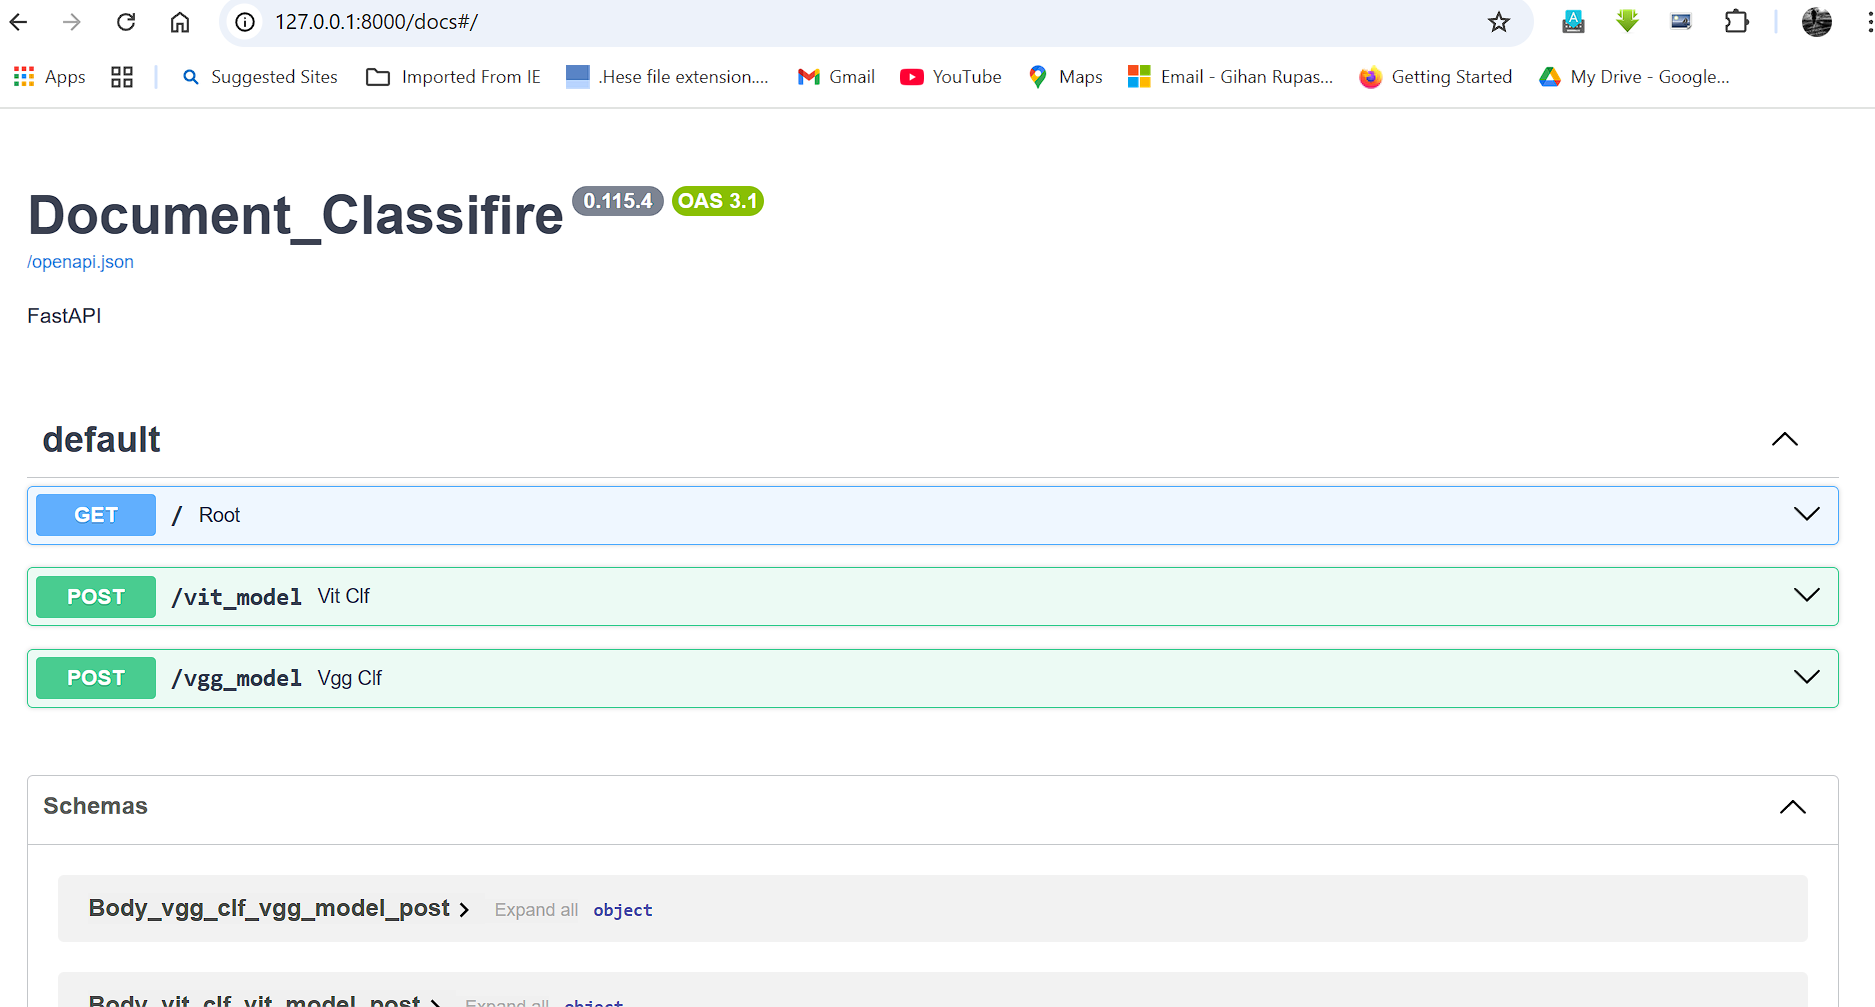 127.0.0.1:8000/docs#/
Apps Suggested Sites Imported From IE .Hese file extension.... Gmail YouTube Maps Email - Gihan Rupas... Getting Started My Drive - Google...
Document_Classifire 0.115.4 OAS 3.1
/openapi.json
FastAPI
default
GET / Root
POST /vit_model Vit Clf
POST /vgg_model Vgg Clf
Schemas
Body_vgg_clf_vgg_model_post Expand all object
Body_vit_clf_vit_model_post Expand all object